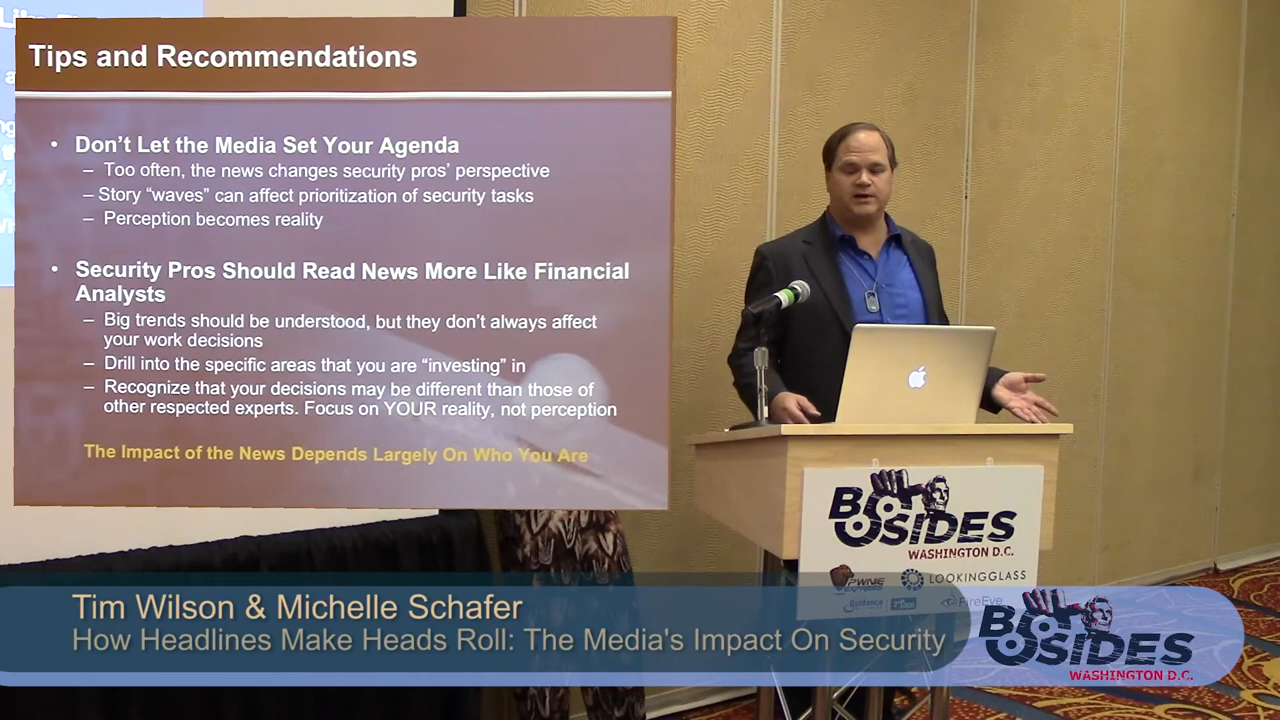 Tips and Recommendations
• Don’t Let the Media Set Your Agenda
– Too often, the news changes security pros’ perspective
– Story “waves” can affect prioritization of security tasks
– Perception becomes reality
• Security Pros Should Read News More Like Financial
Analysts
– Big trends should be understood, but they don’t always affect
your work decisions
– Drill into the specific areas that you are “investing” in
– Recognize that your decisions may be different than those of
other respected experts. Focus on YOUR reality, not perception
The Impact of the News Depends Largely On Who You Are
BSIDES
WASHINGTON D.C.
PWNIE
EXPRESS
LOOKINGGLASS
Guidance
FireEye
Tim Wilson & Michelle Schafer
How Headlines Make Heads Roll: The Media's Impact On Security
BSIDES
WASHINGTON D.C.